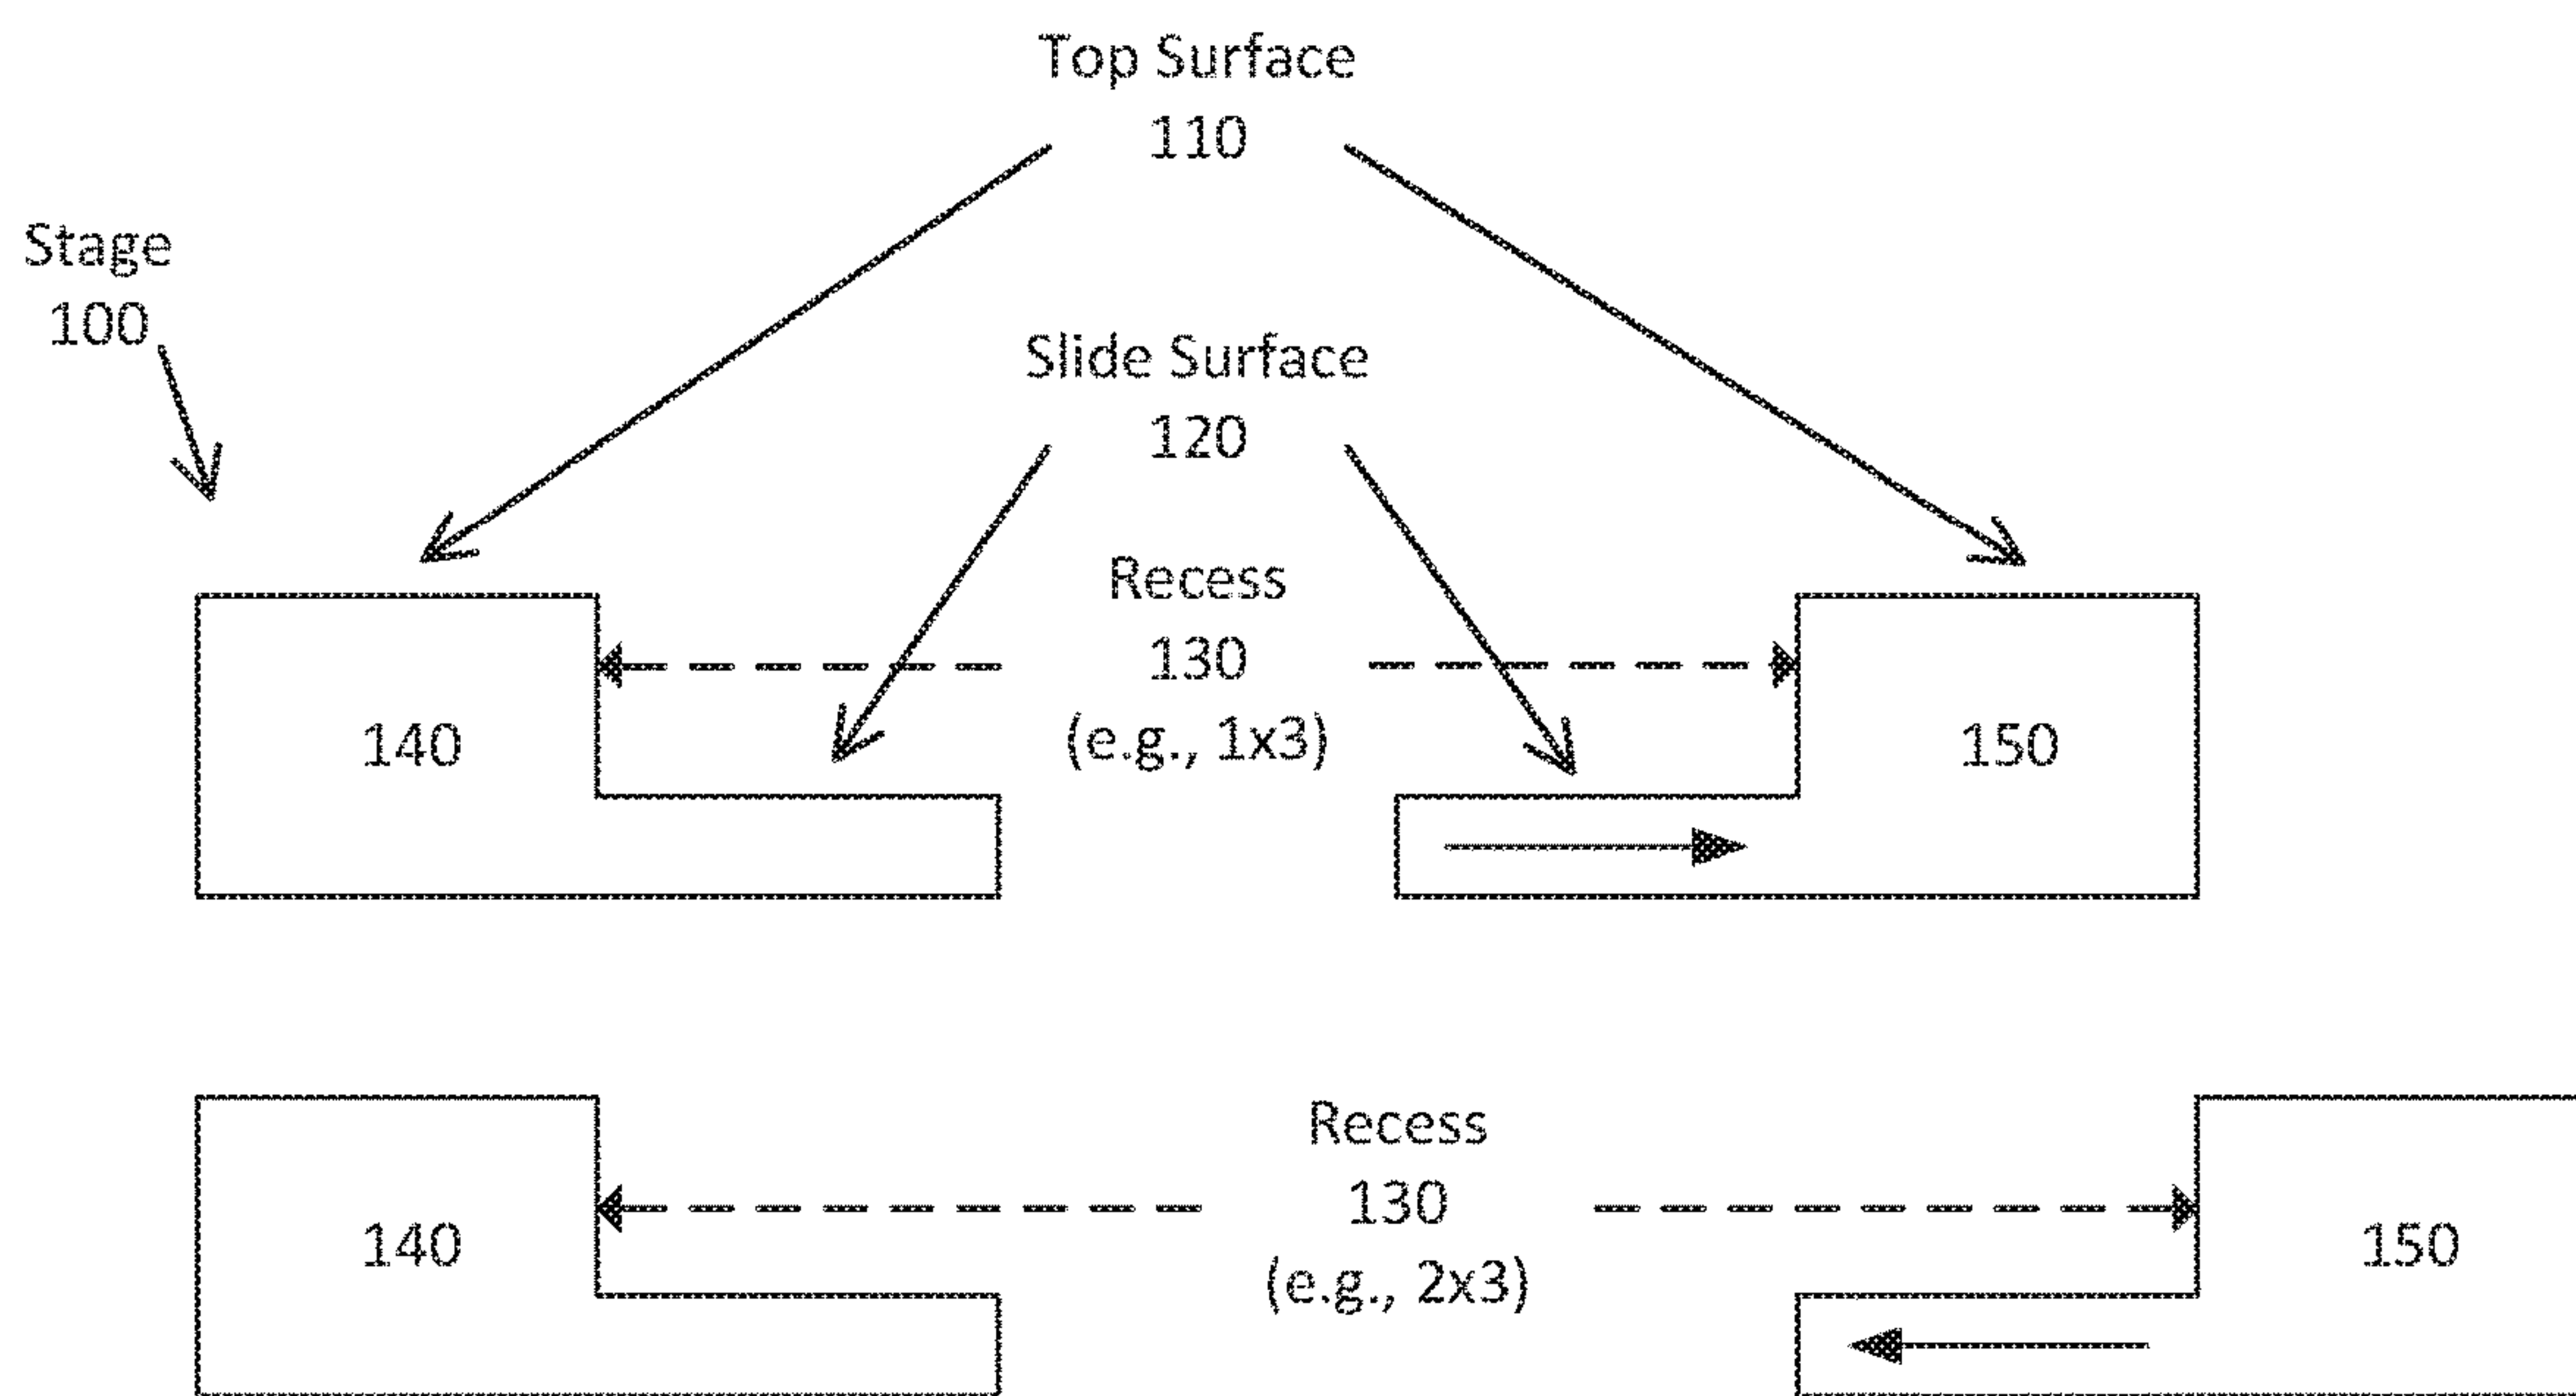 Top Surface
110
Stage
100
Slide Surface
120
Recess
130
(e.g., 1x3)
140
150
Recess
130
(e.g., 2x3)
140
150